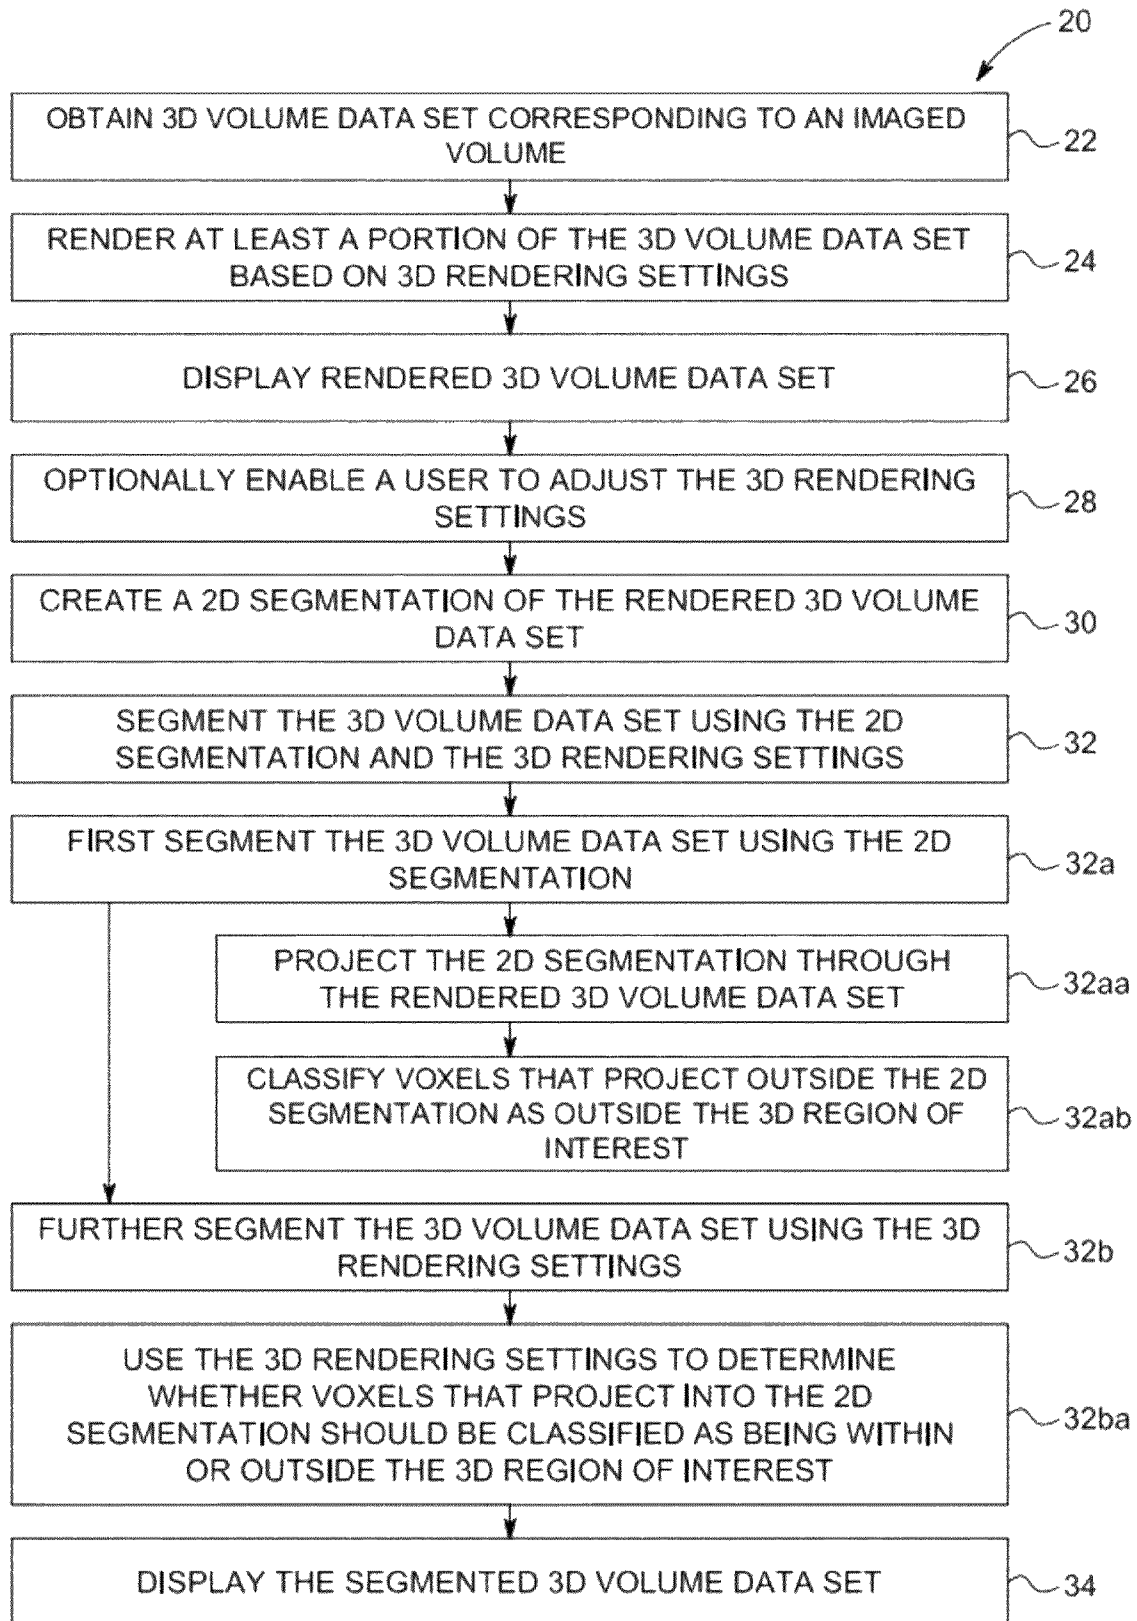 20
OBTAIN 3D VOLUME DATA SET CORRESPONDING TO AN IMAGED
VOLUME
22
RENDER AT LEAST A PORTION OF THE 3D VOLUME DATA SET
BASED ON 3D RENDERING SETTINGS
24
DISPLAY RENDERED 3D VOLUME DATA SET
26
OPTIONALLY ENABLE A USER TO ADJUST THE 3D RENDERING
SETTINGS
28
CREATE A 2D SEGMENTATION OF THE RENDERED 3D VOLUME
DATA SET
30
SEGMENT THE 3D VOLUME DATA SET USING THE 2D
SEGMENTATION AND THE 3D RENDERING SETTINGS
32
FIRST SEGMENT THE 3D VOLUME DATA SET USING THE 2D
SEGMENTATION
32a
PROJECT THE 2D SEGMENTATION THROUGH
THE RENDERED 3D VOLUME DATA SET
32aa
CLASSIFY VOXELS THAT PROJECT OUTSIDE THE 2D
SEGMENTATION AS OUTSIDE THE 3D REGION OF
INTEREST
32ab
FURTHER SEGMENT THE 3D VOLUME DATA SET USING THE 3D
RENDERING SETTINGS
32b
USE THE 3D RENDERING SETTINGS TO DETERMINE
WHETHER VOXELS THAT PROJECT INTO THE 2D
SEGMENTATION SHOULD BE CLASSIFIED AS BEING WITHIN
OR OUTSIDE THE 3D REGION OF INTEREST
32ba
DISPLAY THE SEGMENTED 3D VOLUME DATA SET
34